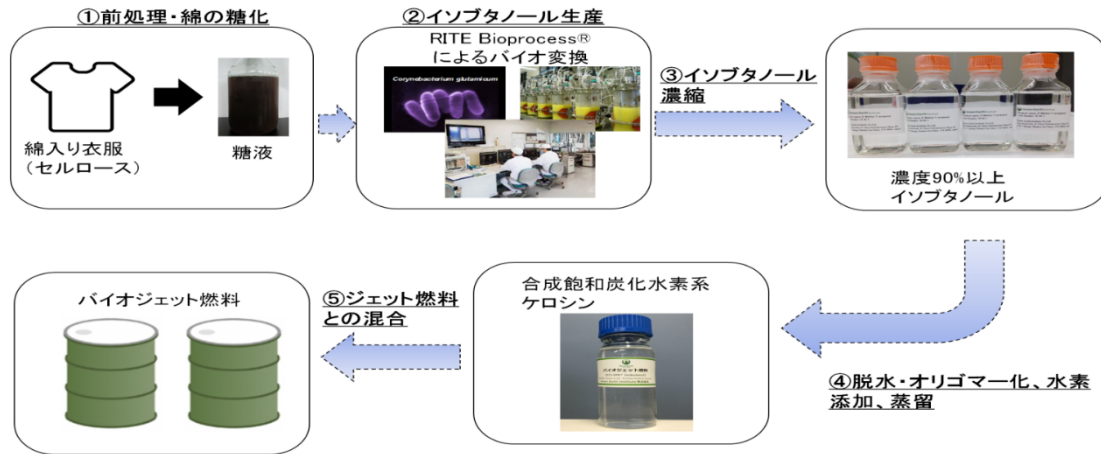 ①前処理・綿の糖化
綿入り衣服
(セルロース)
糖液
②イソブタノール生産
RITE Bioprocess®
によるバイオ変換
Corynebacterium glutamicum
③イソブタノール
濃縮
濃度90%以上
イソブタノール
④脱水・オリゴマー化、水素
添加、蒸留
合成飽和炭化水素系
ケロシン
バイオジェット燃料
⑤ジェット燃料
との混合
バイオジェット燃料